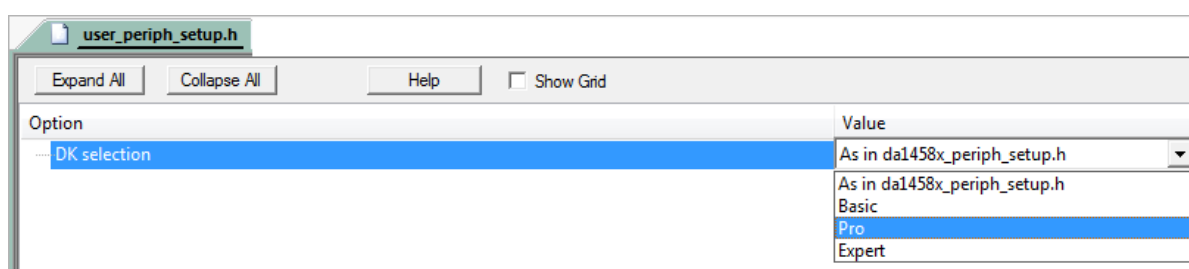 user_periph_setup.h
Expand All Collapse All Help Show Grid
Option Value
DK selection As in da1458x_periph_setup.h
As in da1458x_periph_setup.h
Basic
Pro
Expert